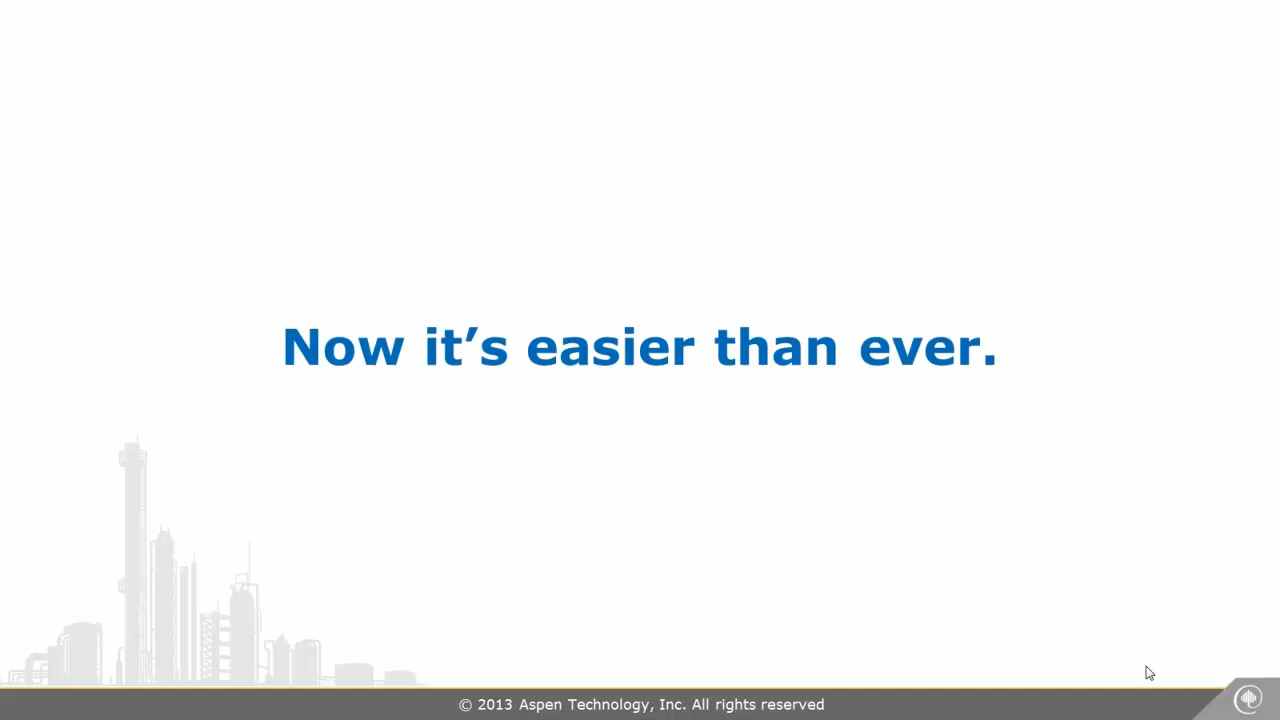 Now it’s easier than ever.
© 2013 Aspen Technology, Inc. All rights reserved